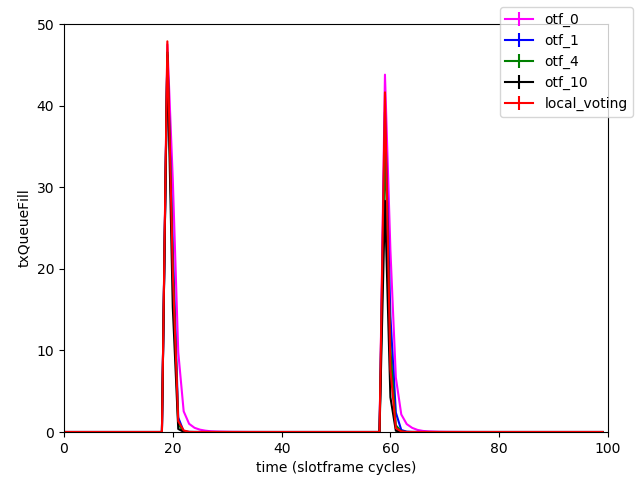 otf_0
otf_1
otf_4
otf_10
local_voting
50
40
30
20
10
0
txQueueFill
0 20 40 60 80 100
time (slotframe cycles)